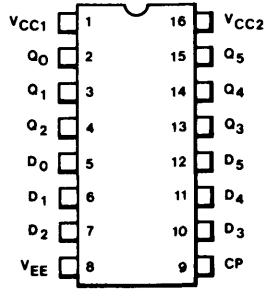 VCC1 1 16 VCC2
Q0 2 15 Q5
Q1 3 14 Q4
Q2 4 13 Q3
D0 5 12 D5
D1 6 11 D4
D2 7 10 D3
VEE 8 9 CP